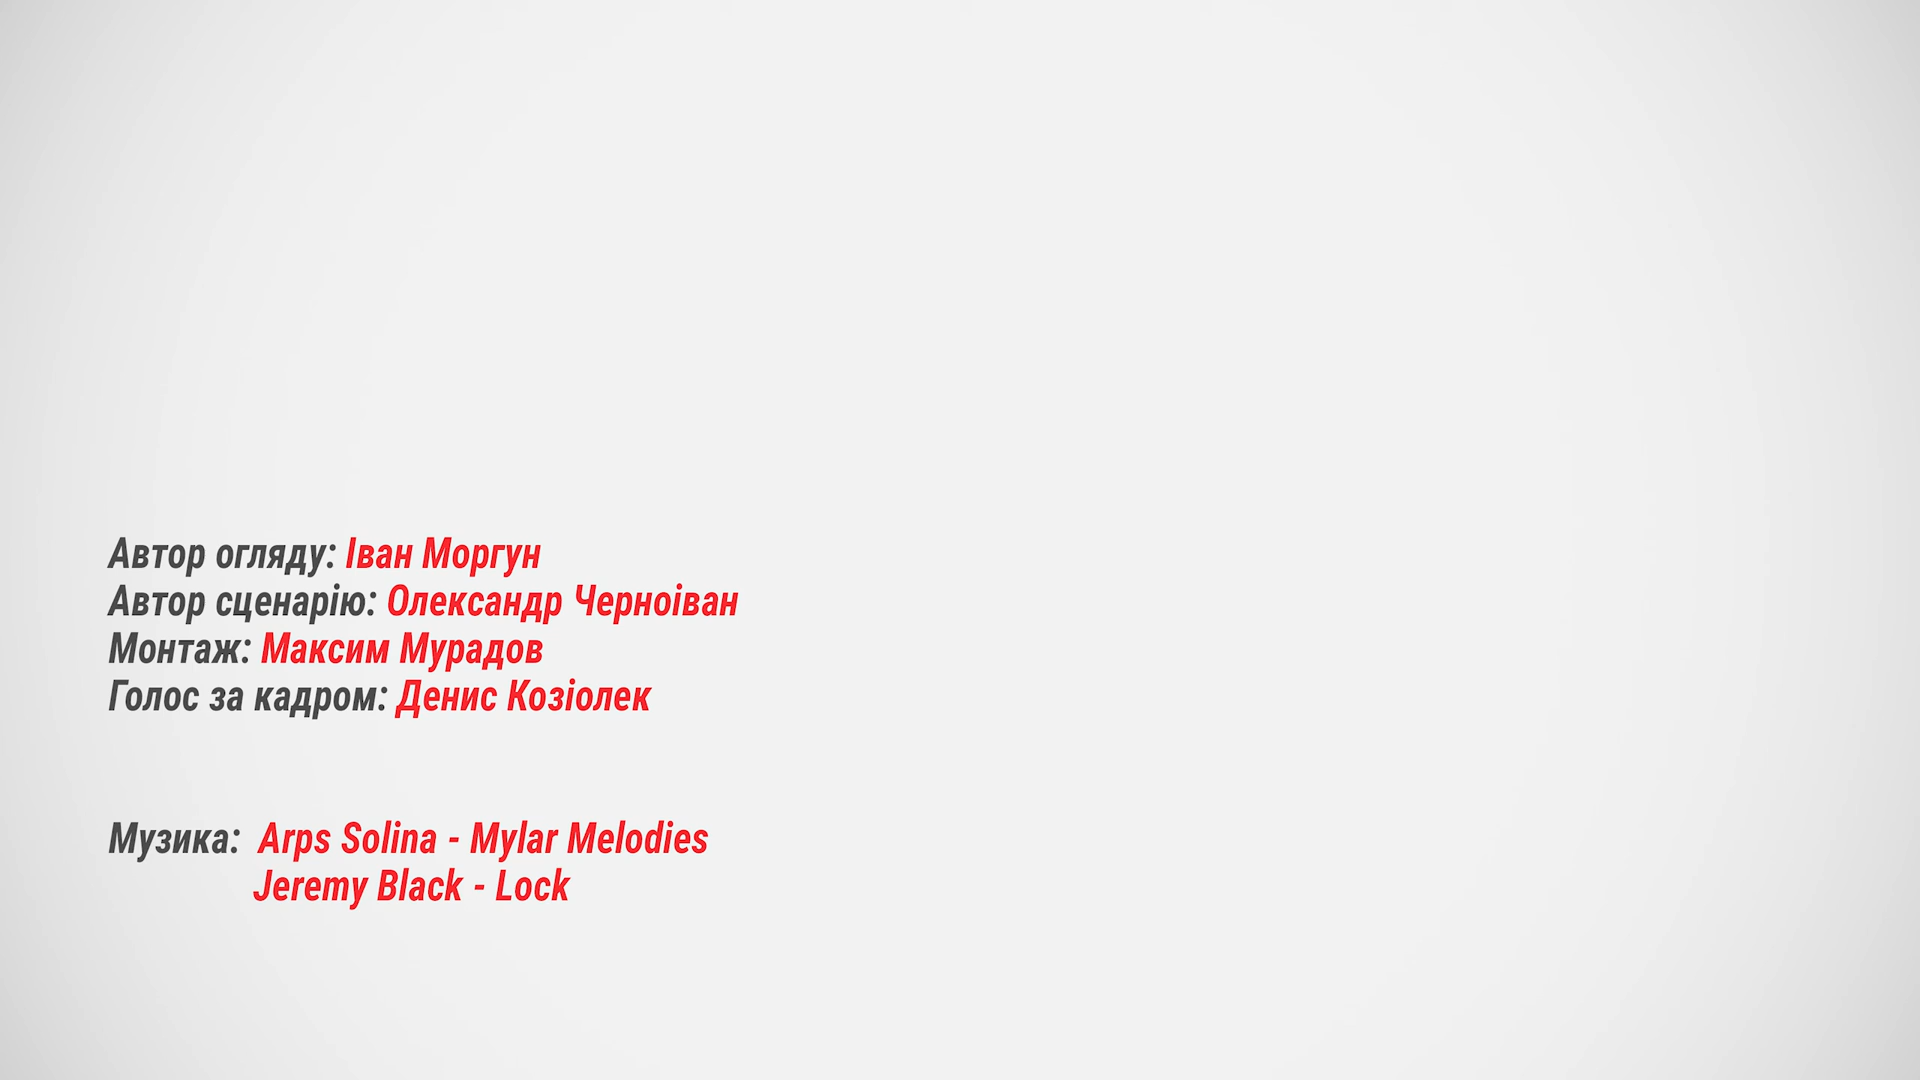 Автор огляду: Іван Моргун
Автор сценарію: Олександр Черноіван
Монтаж: Максим Мурадов
Голос за кадром: Денис Козіолек
Музика: Arps Solina - Mylar Melodies
Jeremy Black - Lock